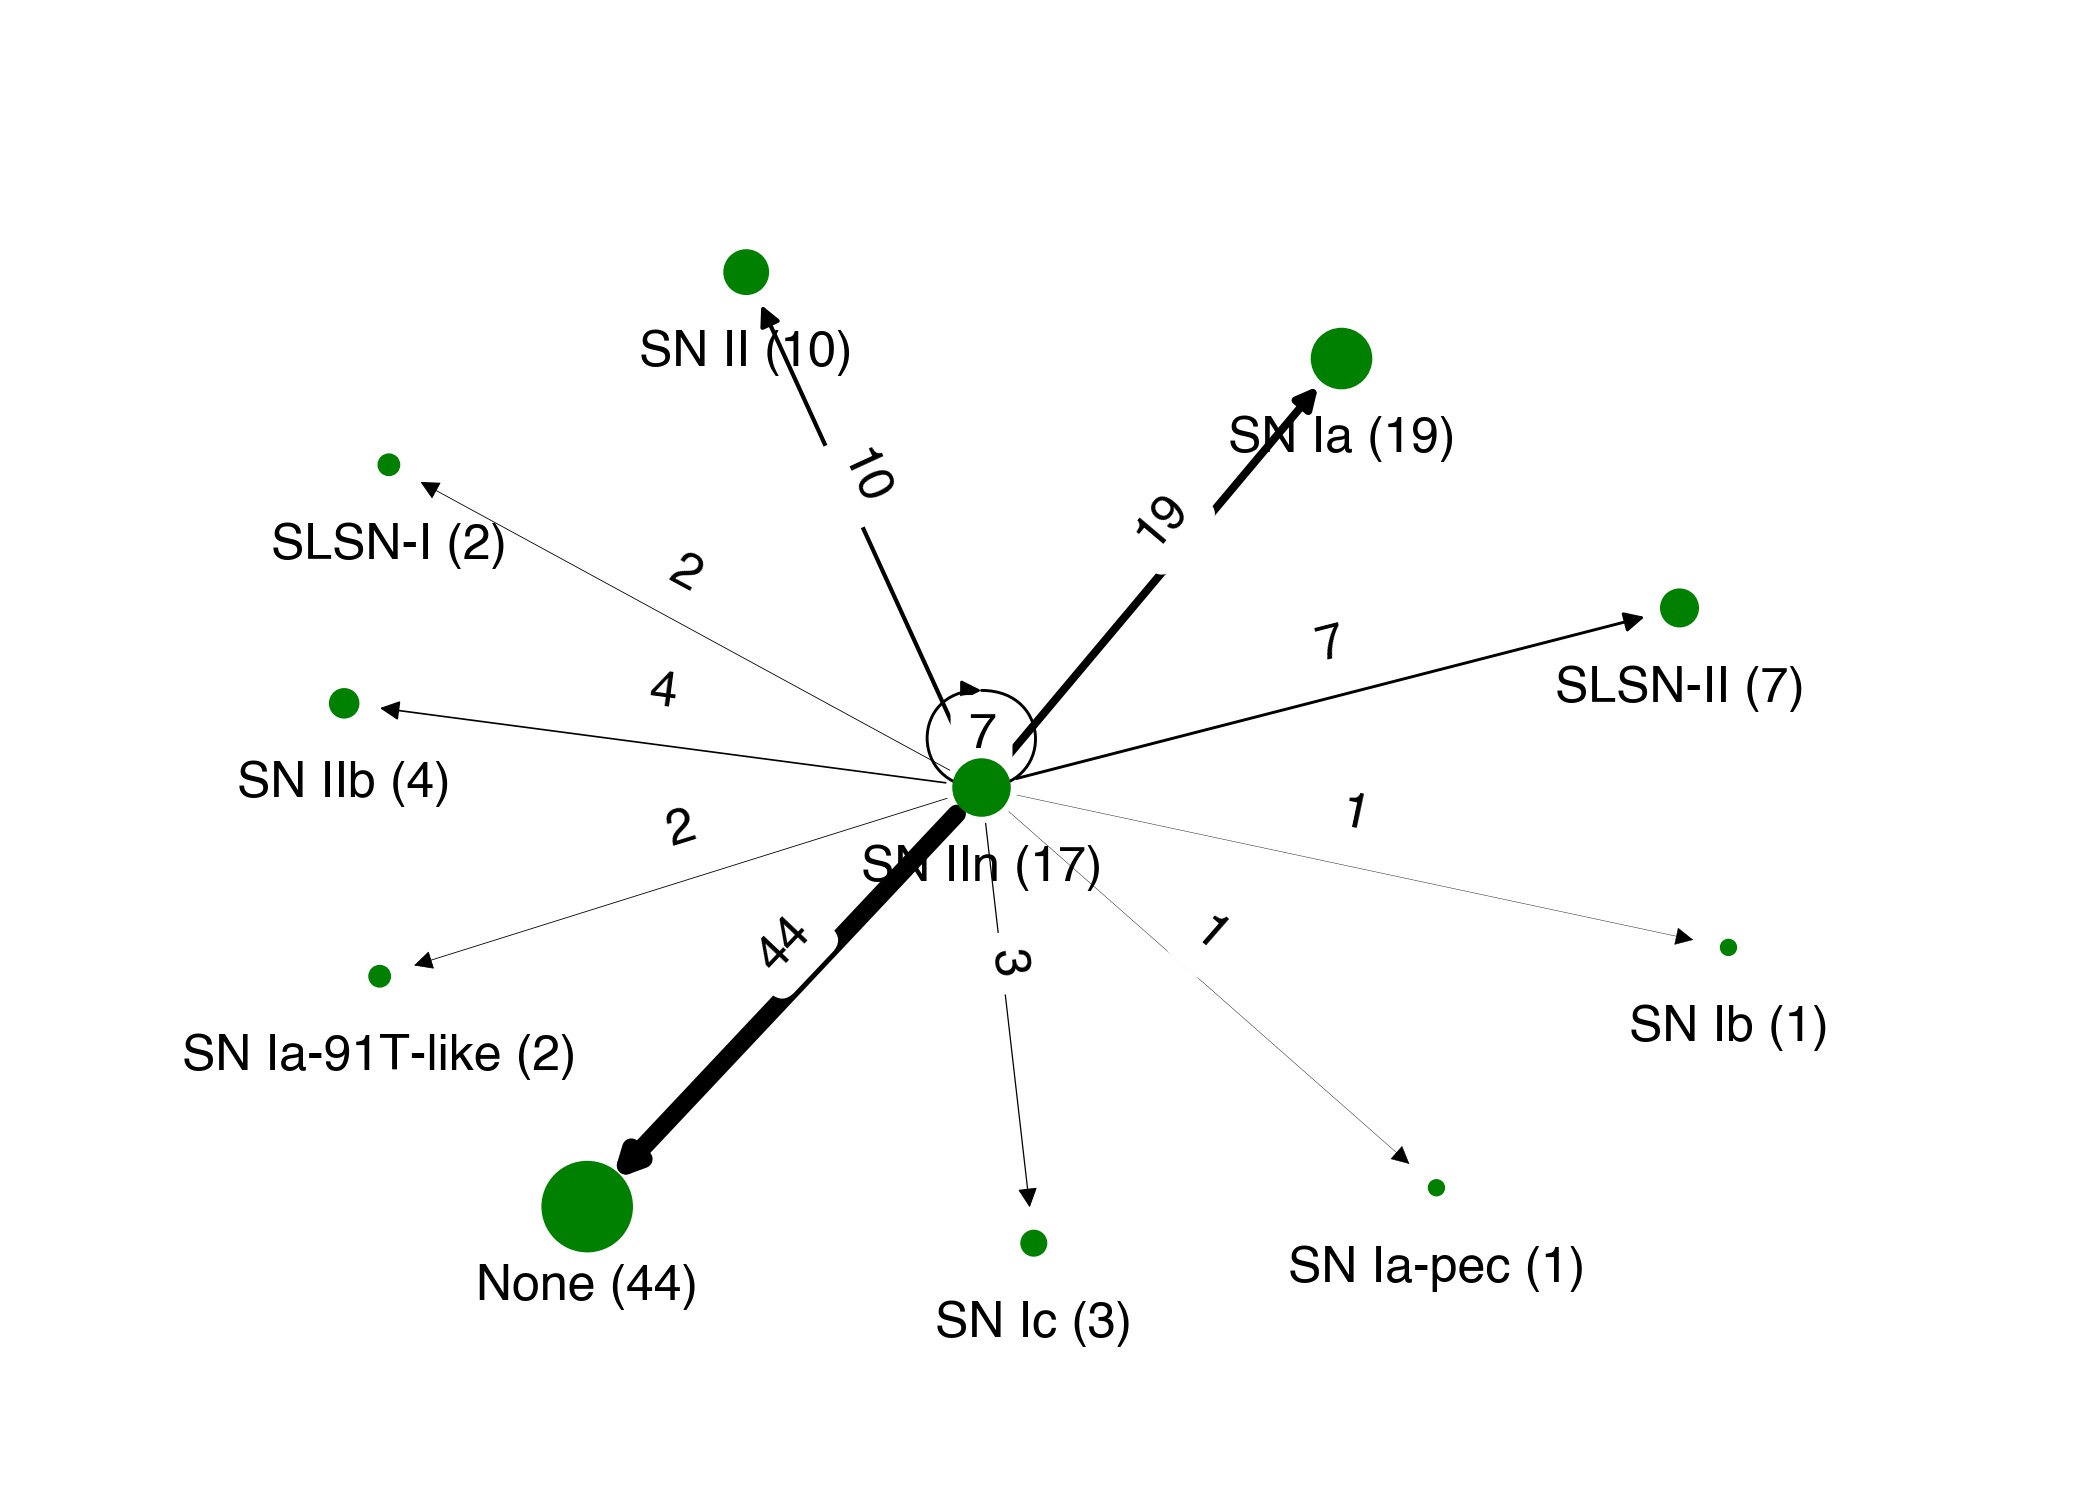 SN II (10)
SN Ia (19)
10
19
SLSN-I (2)
2
7
SLSN-II (7)
4
7
SN IIb (4)
2
1
SN IIn (17)
44
3
1
SN Ia-91T-like (2)
SN Ib (1)
None (44)
SN Ic (3)
SN Ia-pec (1)